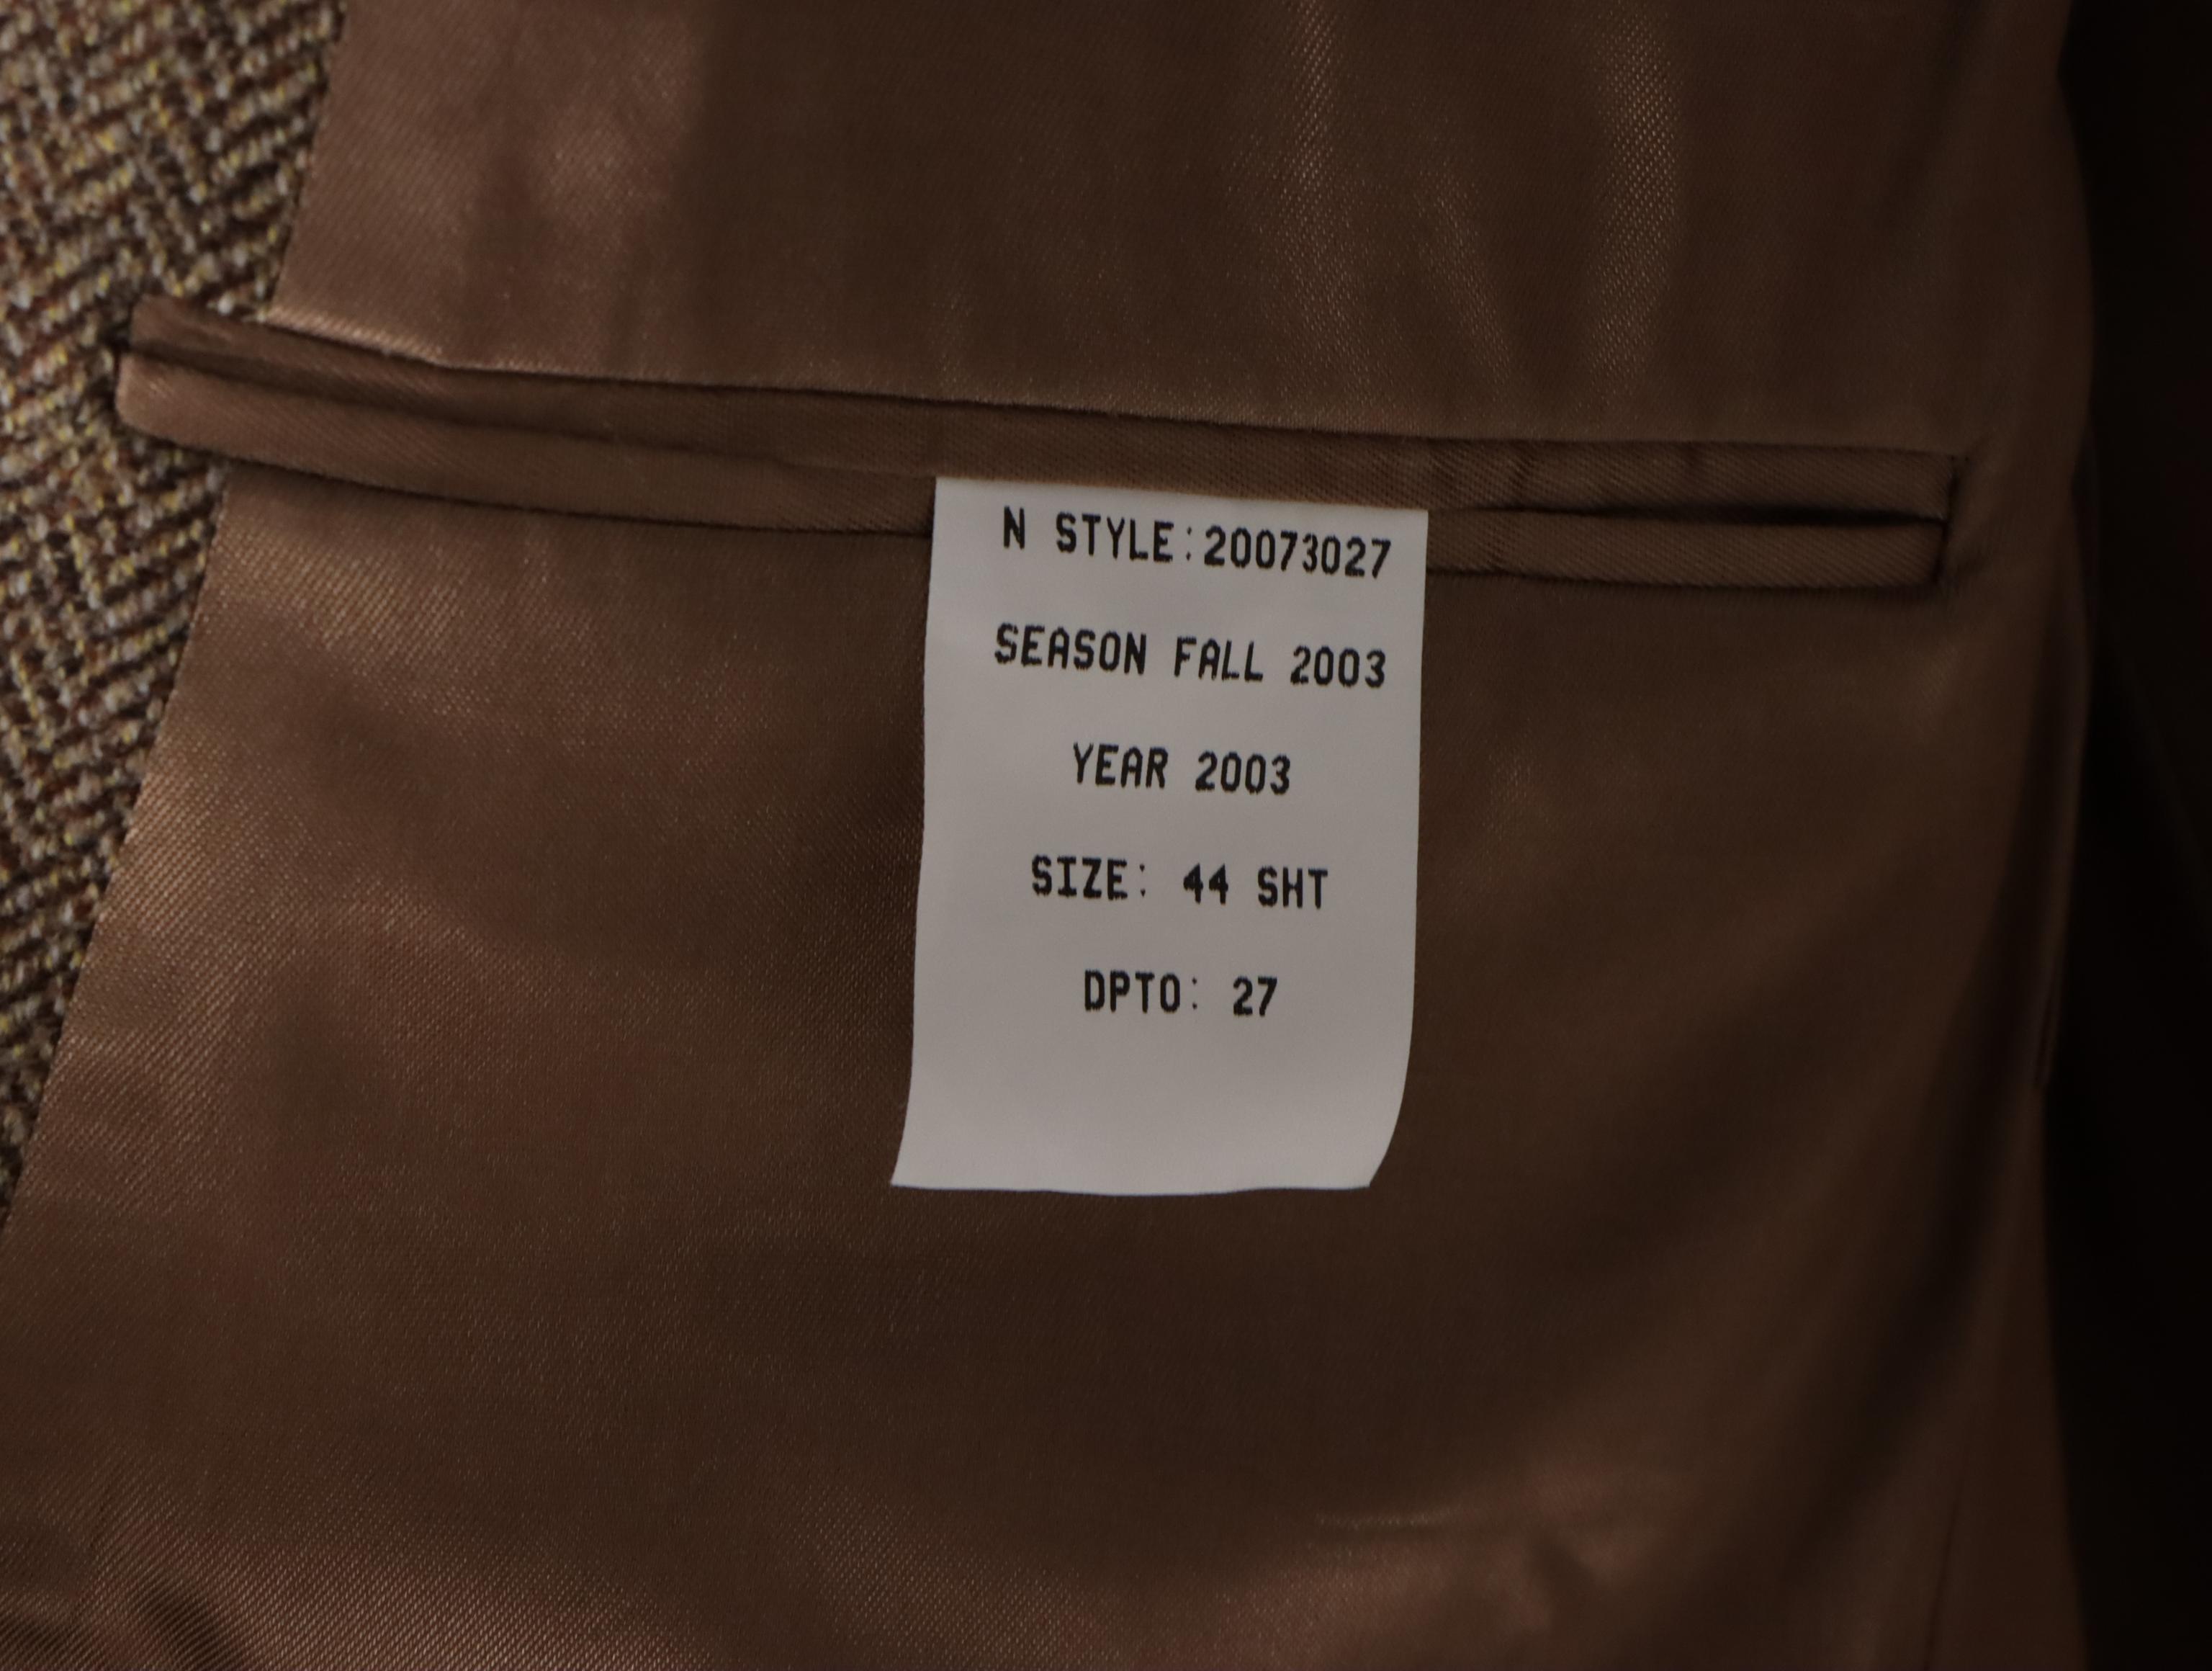 N STYLE:20073027
SEASON FALL 2003
YEAR 2003
SIZE: 44 SHT
DPTO: 27